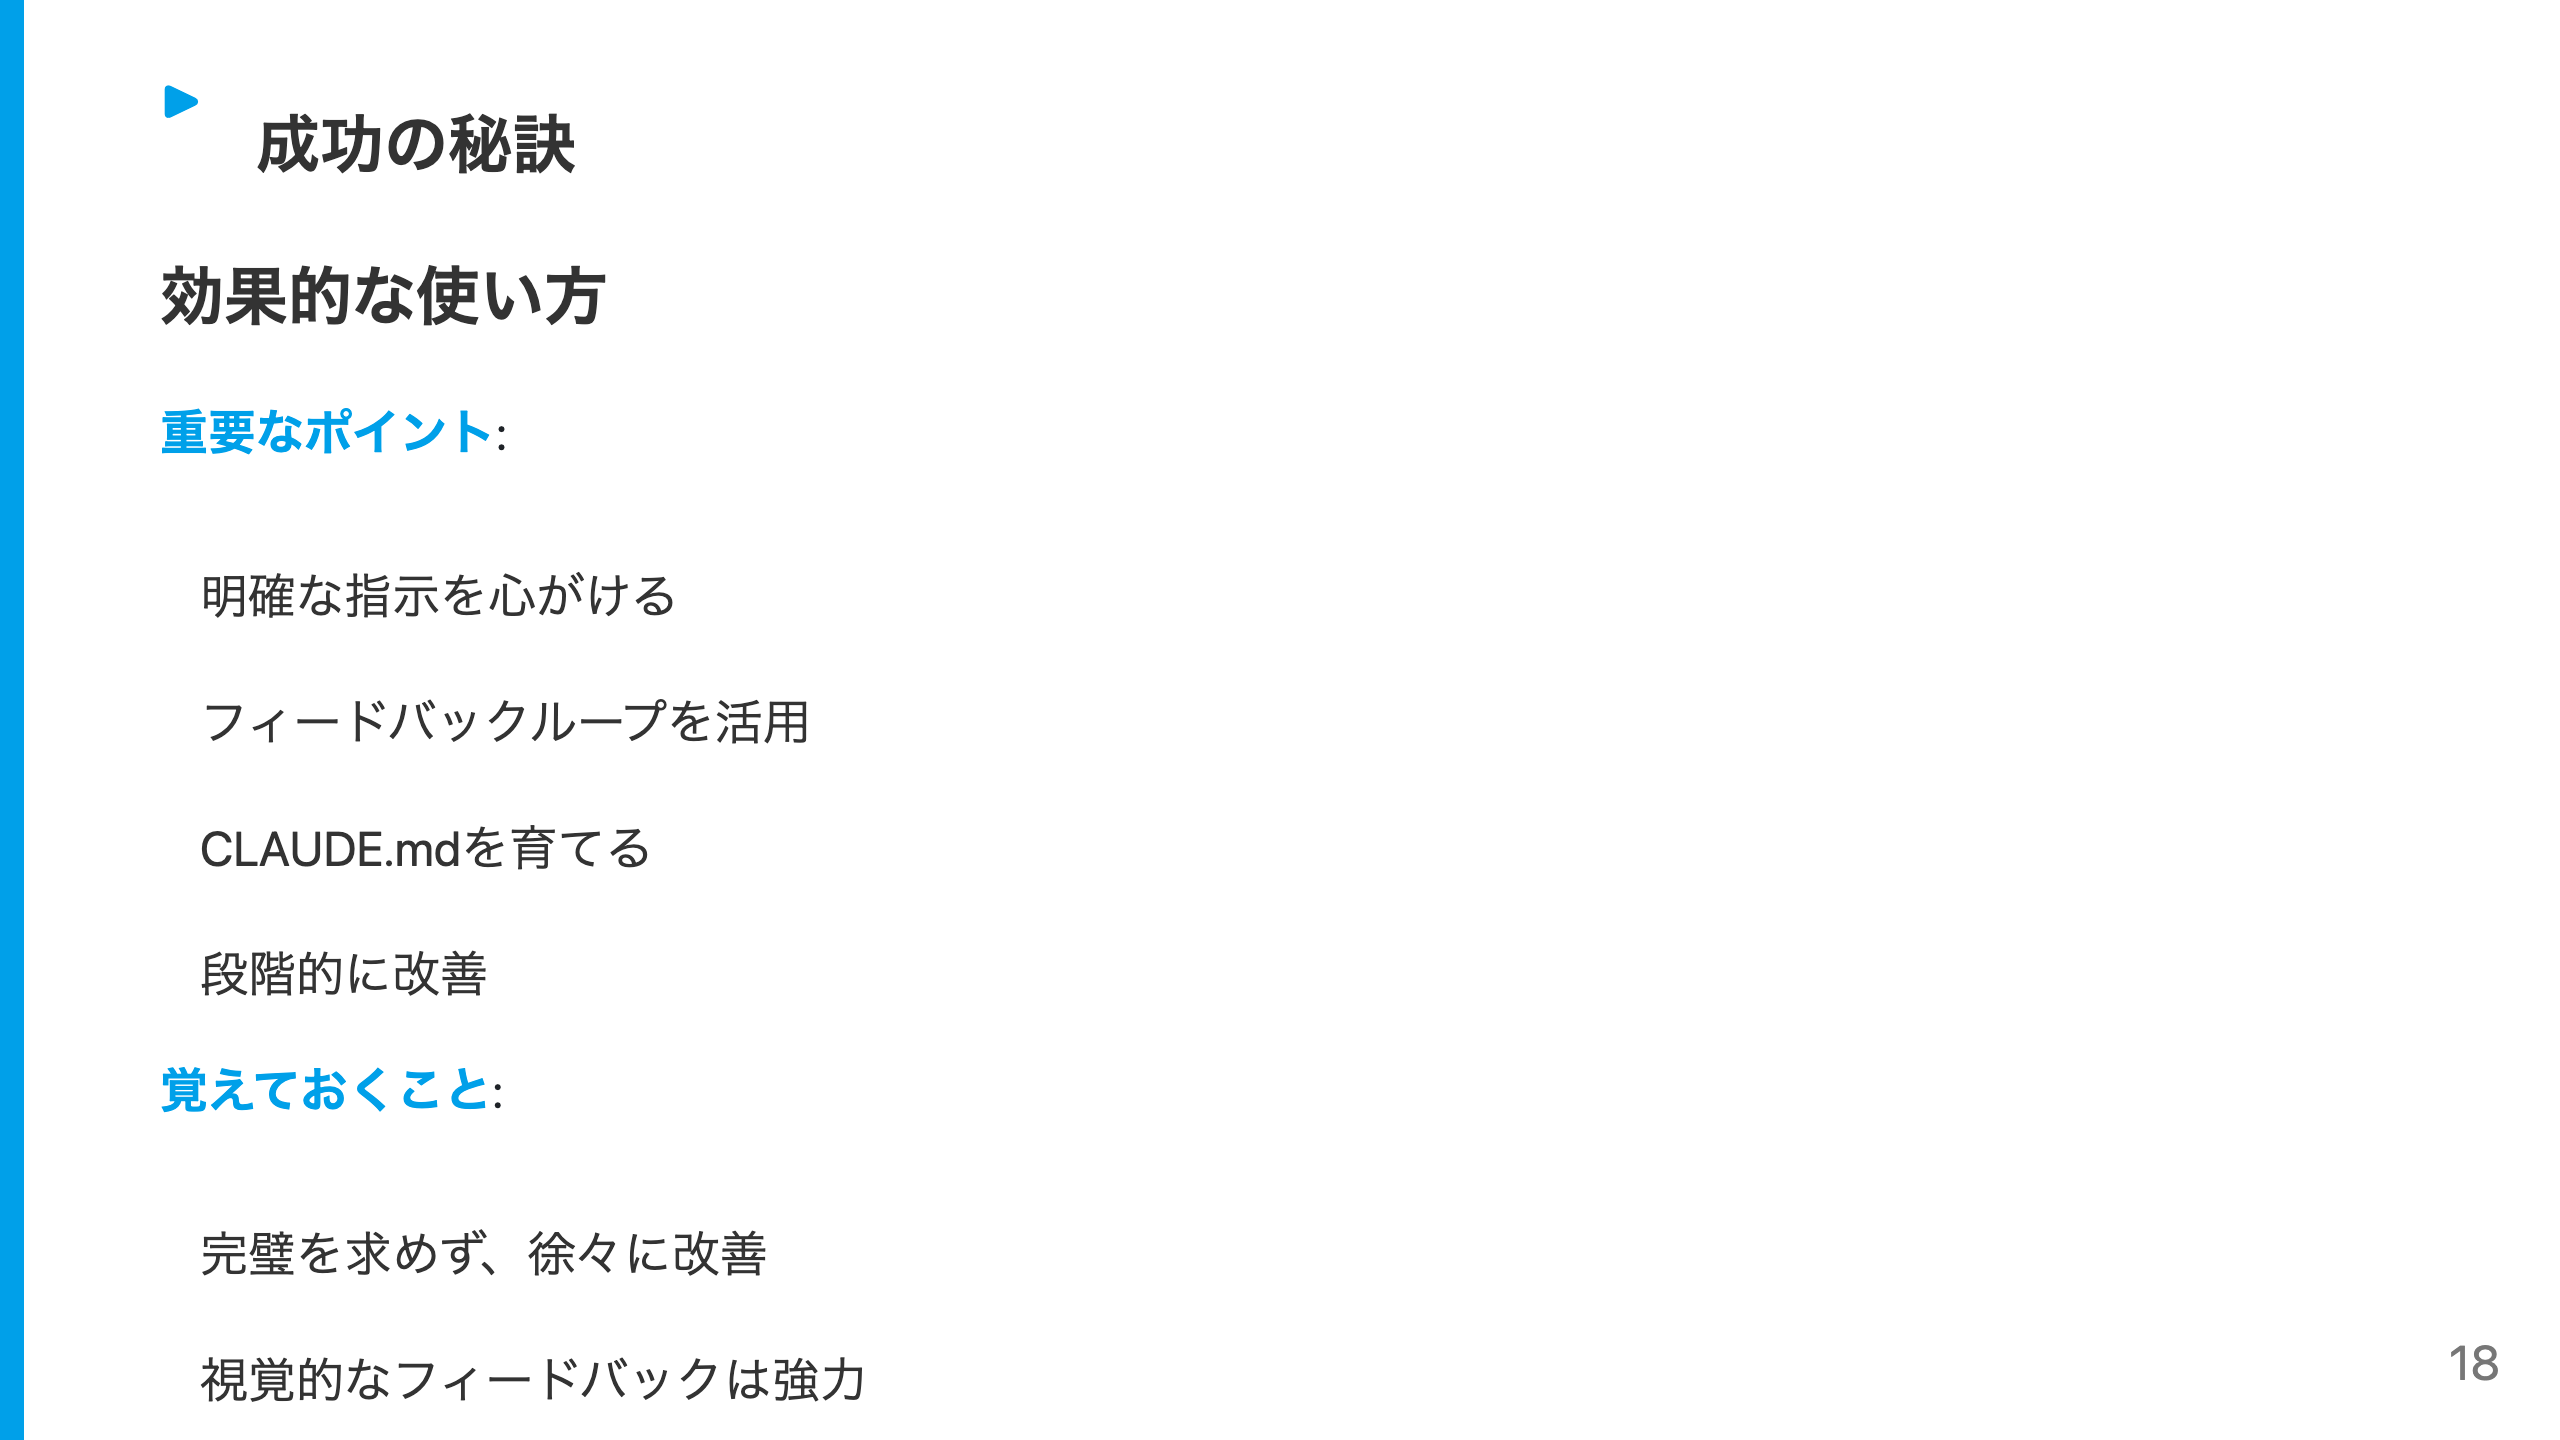 成功の秘訣
効果的な使い方
重要なポイント:
明確な指示を心がける
フィードバックループを活用
CLAUDE.mdを育てる
段階的に改善
覚えておくこと:
完璧を求めず、徐々に改善
視覚的なフィードバックは強力
18